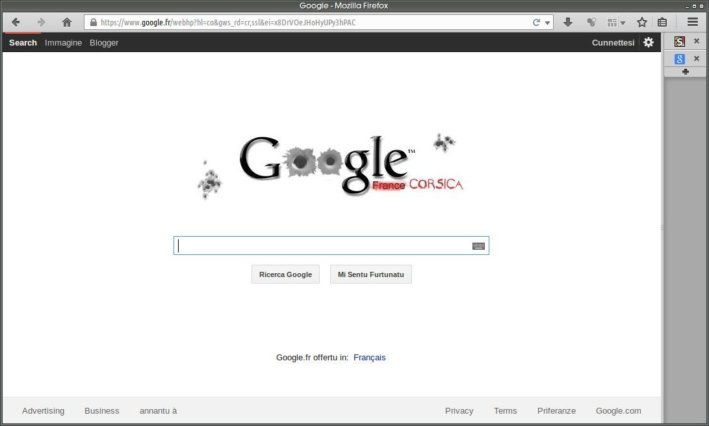 Google - Mozilla Firefox
https://www.google.fr/webhp?hl=co&gws_rd=cr,ssl&ei=x8DrVOeJHoHyUPy3hPAC
Search Immagine Blogger Cunnettesi
Google™
France CORSICA
Ricerca Google Mi Sentu Furtunatu
Google.fr offertu in: Français
Advertising Business annantu à Privacy Terms Priferanze Google.com